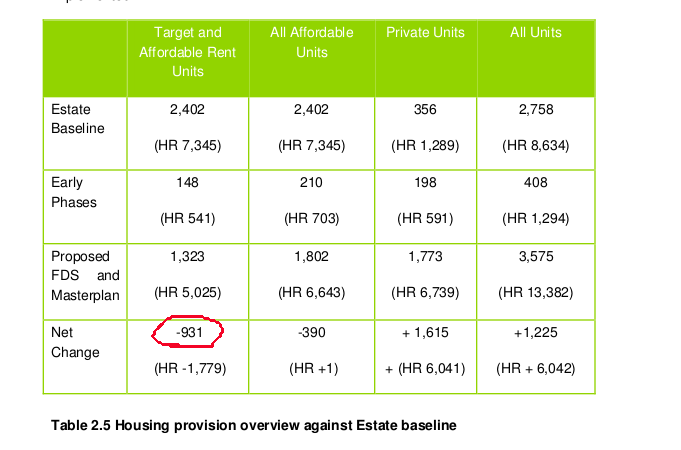 Target and Affordable Rent Units
All Affordable Units
Private Units
All Units
Estate Baseline
2,402
(HR 7,345)
2,402
(HR 7,345)
356
(HR 1,289)
2,758
(HR 8,634)
Early Phases
148
(HR 541)
210
(HR 703)
198
(HR 591)
408
(HR 1,294)
Proposed FDS and Masterplan
1,323
(HR 5,025)
1,802
(HR 6,643)
1,773
(HR 6,739)
3,575
(HR 13,382)
Net Change
-931
(HR -1,779)
-390
(HR +1)
+ 1,615
+ (HR 6,041)
+1,225
(HR + 6,042)
Table 2.5 Housing provision overview against Estate baseline